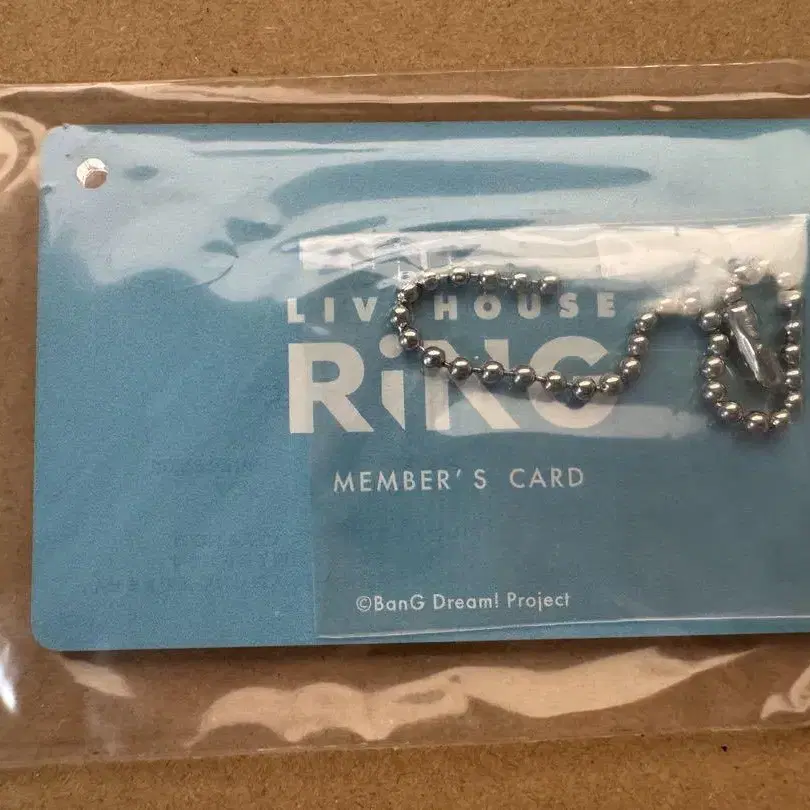 LIVE HOUSE
RiNG
MEMBER'S CARD
©BanG Dream! Project